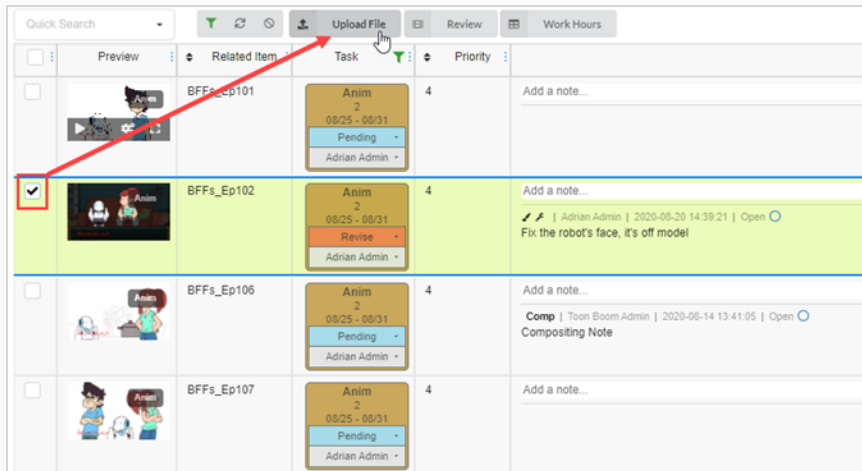 Quick Search
Upload File
Review
Work Hours
Preview
Related Item
Task
Priority
Anim
BFFs_Ep101
Anim
2
08/25 - 08/31
Pending
Adrian Admin
4
Add a note...
Anim
BFFs_Ep102
Anim
2
08/25 - 08/31
Revise
Adrian Admin
4
Add a note...
| Adrian Admin | 2020-08-20 14:39:21 | Open
Fix the robot's face, it's off model
Anim
BFFs_Ep106
Anim
2
08/25 - 08/31
Pending
Adrian Admin
4
Add a note...
Comp | Toon Boom Admin | 2020-08-14 13:41:05 | Open
Compositing Note
Anim
BFFs_Ep107
Anim
2
08/25 - 08/31
Pending
Adrian Admin
4
Add a note...